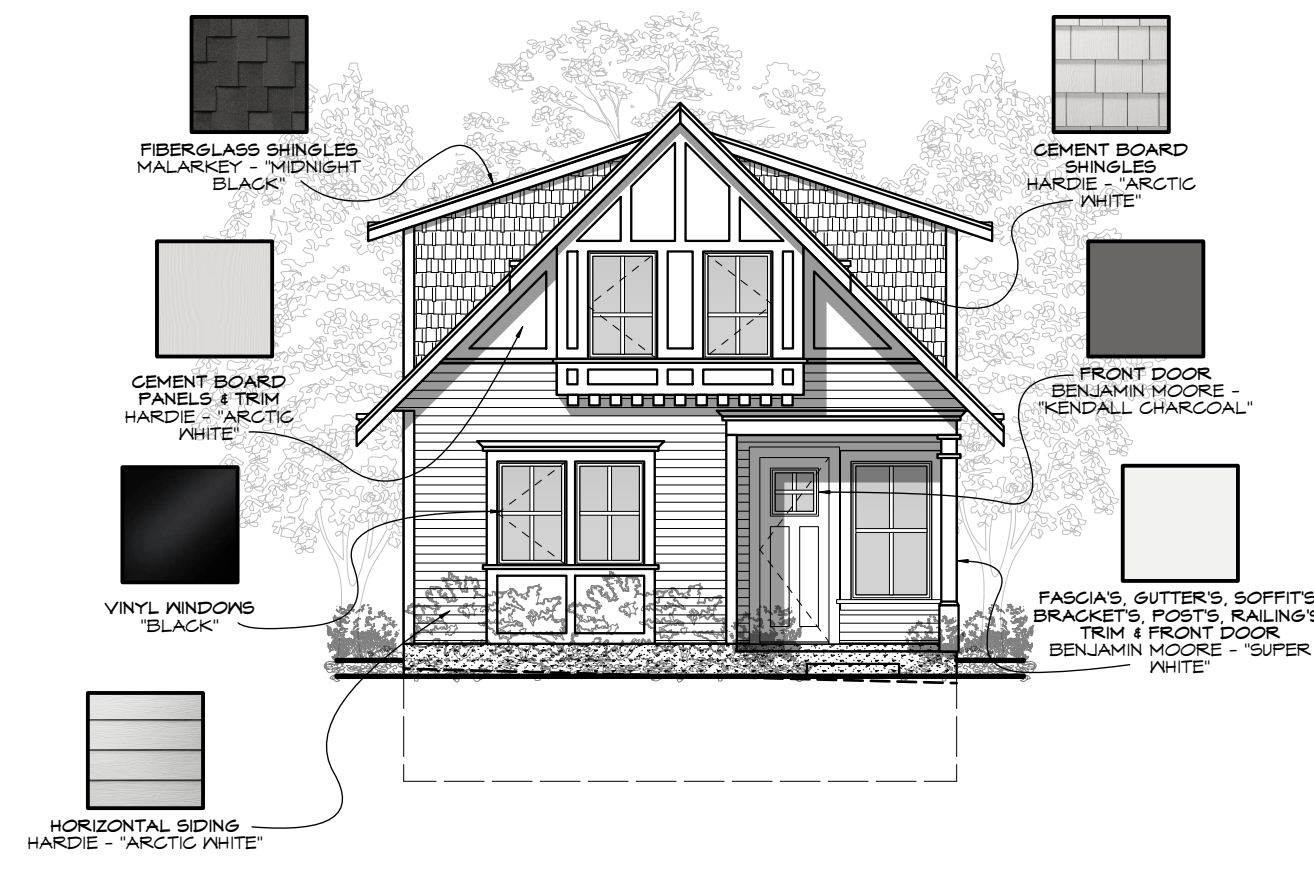 FIBERGLASS SHINGLES
MALARKEY - "MIDNIGHT
BLACK"
CEMENT BOARD
SHINGLES
HARDIE - "ARCTIC
WHITE"
CEMENT BOARD
PANELS & TRIM
HARDIE - "ARCTIC
WHITE"
FRONT DOOR
BENJAMIN MOORE -
"KENDALL CHARCOAL"
VINYL WINDOWS
"BLACK"
FASCIA'S, GUTTER'S, SOFFIT'S
BRACKET'S, POST'S, RAILING'S
TRIM & FRONT DOOR
BENJAMIN MOORE - "SUPER
WHITE"
HORIZONTAL SIDING
HARDIE - "ARCTIC WHITE"